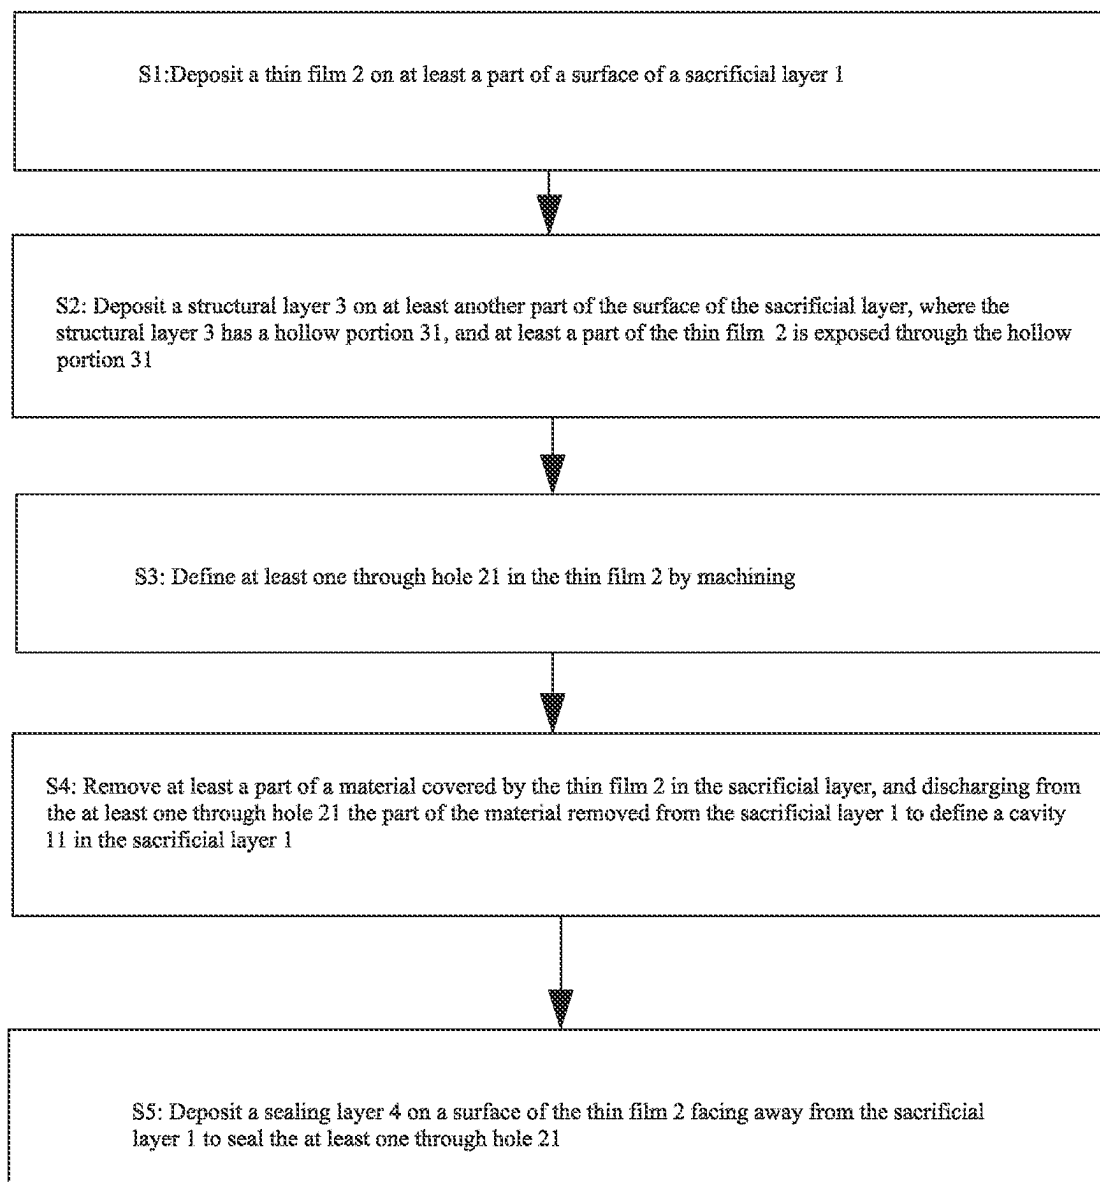 S1:Deposit a thin film 2 on at least a part of a surface of a sacrificial layer 1
S2: Deposit a structural layer 3 on at least another part of the surface of the sacrificial layer, where the
structural layer 3 has a hollow portion 31, and at least a part of the thin film 2 is exposed through the hollow
portion 31
S3: Define at least one through hole 21 in the thin film 2 by machining
S4: Remove at least a part of a material covered by the thin film 2 in the sacrificial layer, and discharging from
the at least one through hole 21 the part of the material removed from the sacrificial layer 1 to define a cavity
11 in the sacrificial layer 1
S5: Deposit a sealing layer 4 on a surface of the thin film 2 facing away from the sacrificial
layer 1 to seal the at least one through hole 21